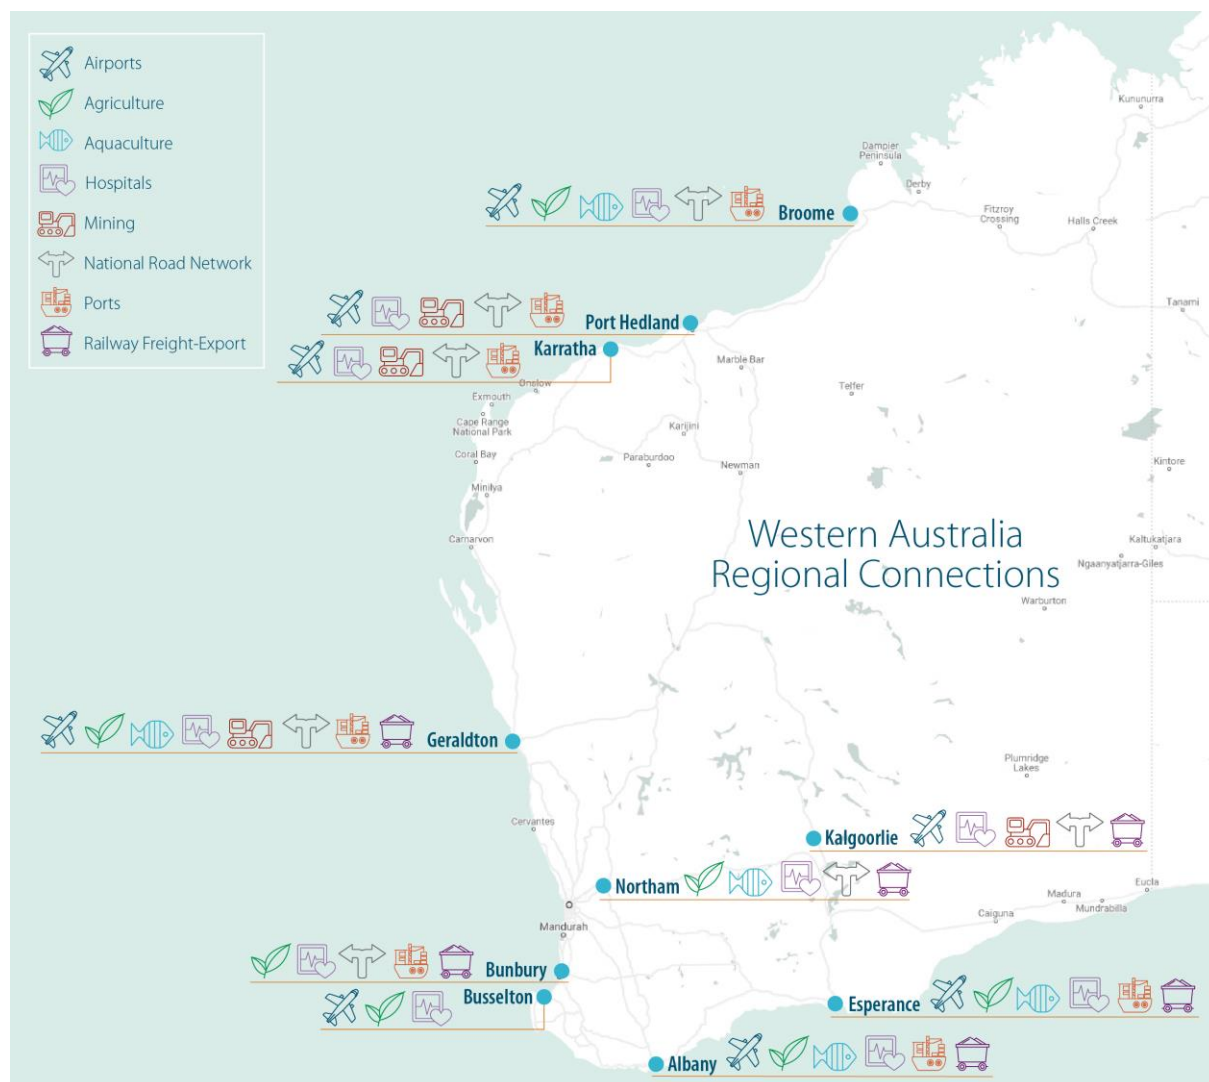 Airports
Agriculture
Aquaculture
Hospitals
Mining
National Road Network
Ports
Railway Freight-Export
Kununurra
Dampier
Peninsula
Derby
Broome
Fitzroy
Crossing
Halls Creek
Tanami
Port Hedland
Karratha
Marble Bar
Onslow
Telfer
Exmouth
Cape Range
National Park
Karijini
Coral Bay
Paraburdoo
Newman
Kintore
Minilya
Western Australia
Regional Connections
Carnarvon
Kaltukatjara
Ngaanyatjarra-Giles
Warburton
Geraldton
Plumridge
Lakes
Cervantes
Kalgoorlie
Northam
Eucla
Madura
Mundrabilla
Caiguna
Mandurah
Bunbury
Busselton
Esperance
Albany